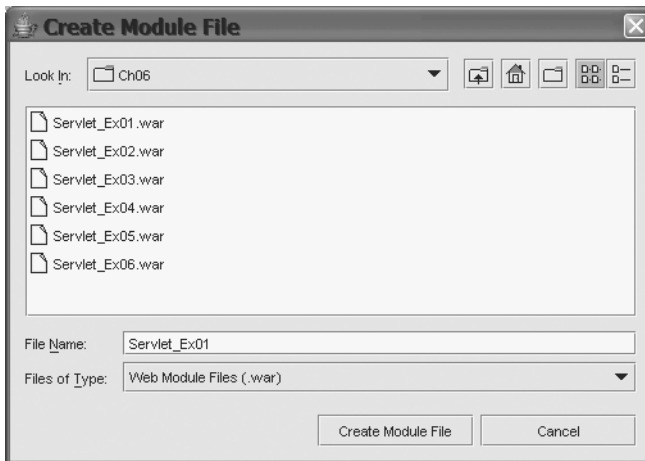 Create Module File
Look In: Ch06
Servlet_Ex01.war
Servlet_Ex02.war
Servlet_Ex03.war
Servlet_Ex04.war
Servlet_Ex05.war
Servlet_Ex06.war
File Name: Servlet_Ex01
Files of Type: Web Module Files (.war)
Create Module File Cancel